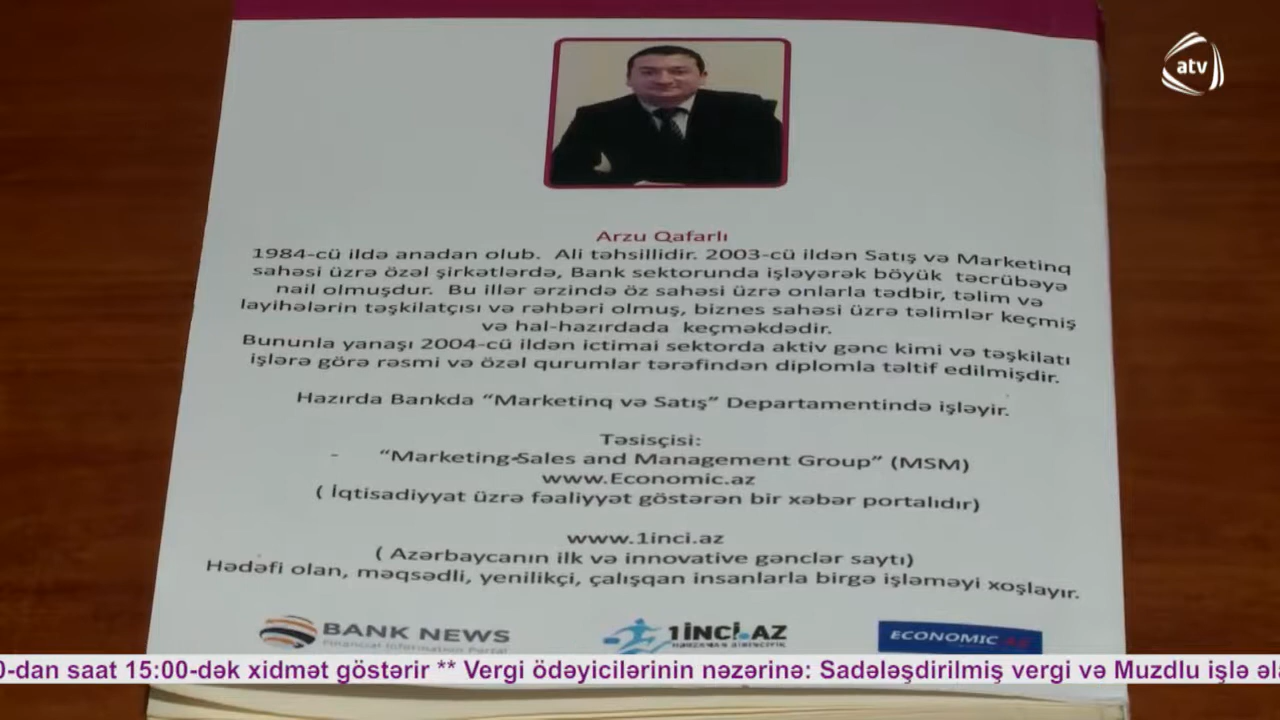 atv
Arzu Qafarlı
1984-cü ildə anadan olub. Ali təhsillidir. 2003-cü ildən Satış və Marketinq
sahəsi üzrə özəl şirkətlərdə, Bank sektorunda işləyərək böyük təcrübəyə
nail olmuşdur. Bu illər ərzində öz sahəsi üzrə onlarla tədbir, təlim və
layihələrin təşkilatçısı və rəhbəri olmuş, biznes sahəsi üzrə təlimlər keçmiş
və hal-hazırdada keçməkdədir.
Bununla yanaşı 2004-cü ildən ictimai sektorda aktiv gənc kimi və təşkilatı
işlərə görə rəsmi və özəl qurumlar tərəfindən diplomla təltif edilmişdir.
Hazırda Bankda “Marketinq və Satış” Departamentində işləyir.
Təsisçisi:
- “Marketing-Sales and Management Group” (MSM)
www.Economic.az
( İqtisadiyyat üzrə fəaliyyət göstərən bir xəbər portalıdır)
www.1inci.az
( Azərbaycanın ilk və innovative gənclər saytı)
Hədəfi olan, məqsədli, yenilikçi, çalışqan insanlarla birgə işləməyi xoşlayır.
BANK NEWS
Financial Information Portal
1İNCİ.AZ
ECONOMIC.AZ
0-dan saat 15:00-dək xidmət göstərir ** Vergi ödəyicilərinin nəzərinə: Sadələşdirilmiş vergi və Muzdlu işlə əla